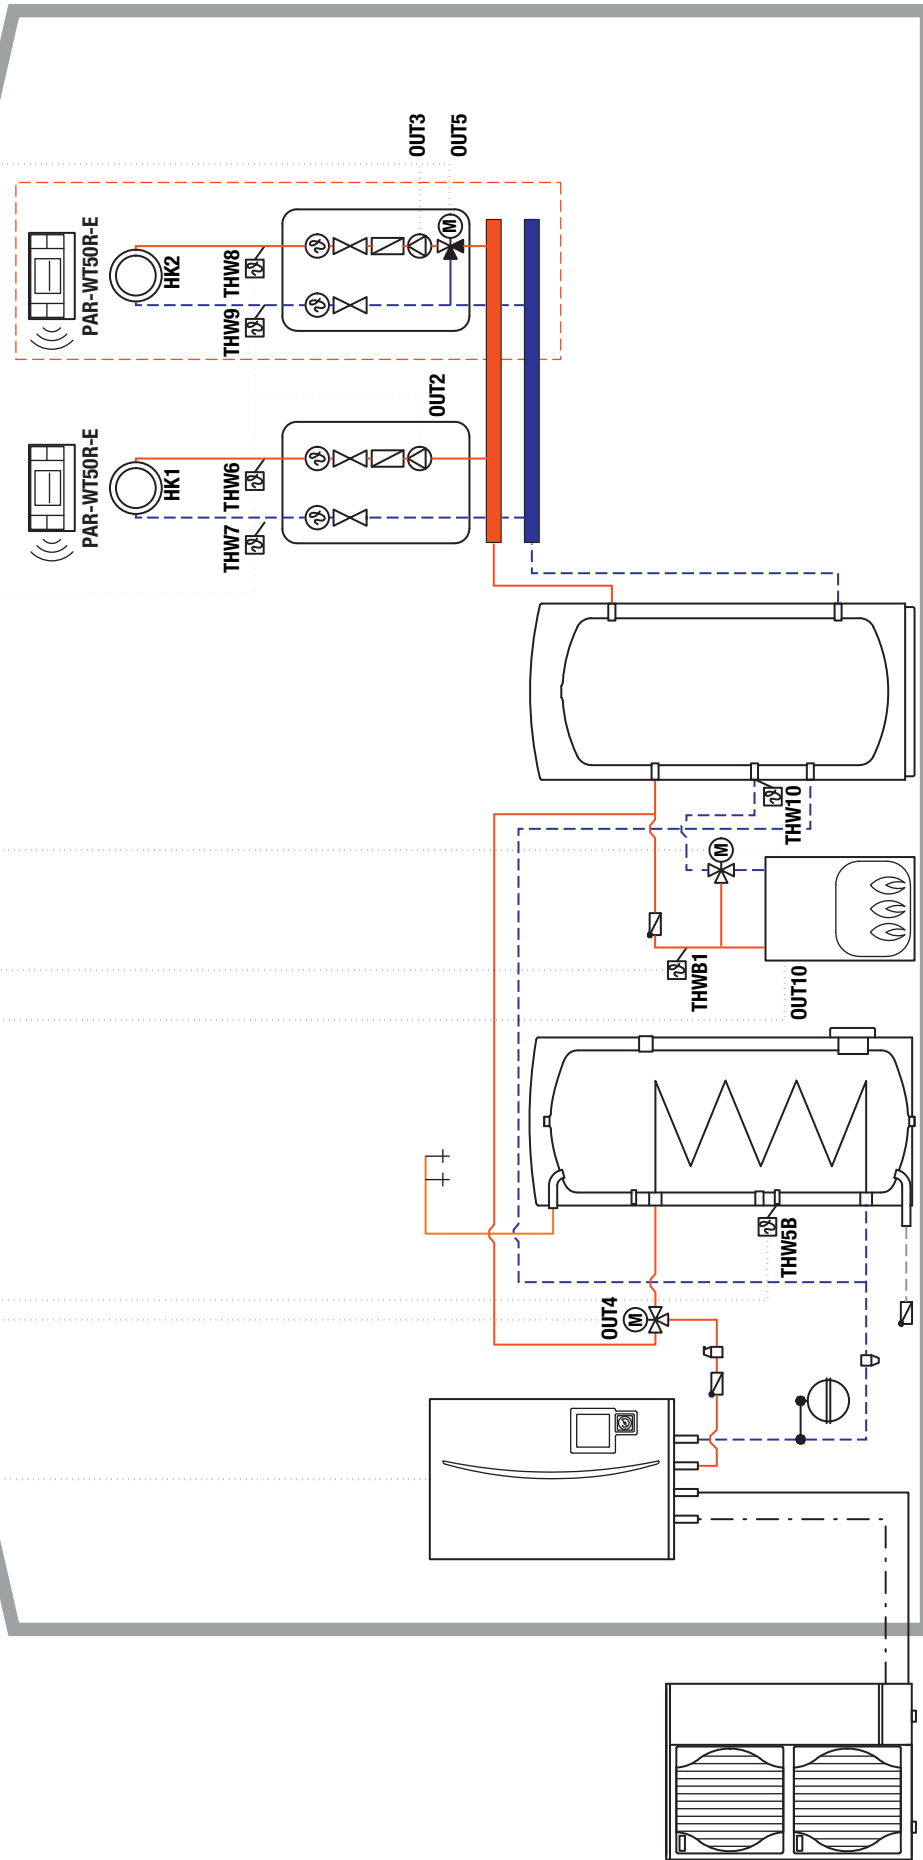 OUT4
THW5B
OUT10
THWB1
THW10
PAR-WT50R-E
HK1
THW7
THW6
OUT2
PAR-WT50R-E
HK2
THW9
THW8
OUT3
OUT5
M
M
M